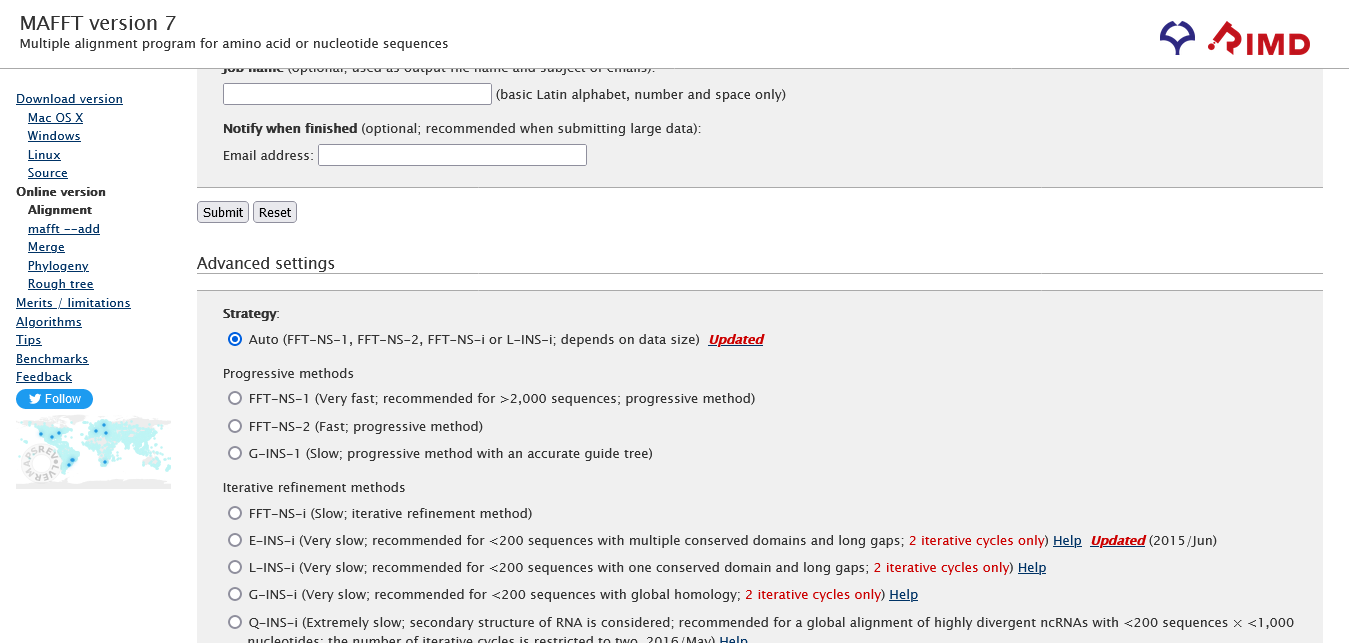 MAFFT version 7
Multiple alignment program for amino acid or nucleotide sequences
RIMD
Job name (optional; used as output file name and subject of emails):
(basic Latin alphabet, number and space only)
Notify when finished (optional; recommended when submitting large data):
Email address:
Submit Reset
Advanced settings
Strategy:
Auto (FFT-NS-1, FFT-NS-2, FFT-NS-i or L-INS-i; depends on data size) Updated
Progressive methods
FFT-NS-1 (Very fast; recommended for >2,000 sequences; progressive method)
FFT-NS-2 (Fast; progressive method)
G-INS-1 (Slow; progressive method with an accurate guide tree)
Iterative refinement methods
FFT-NS-i (Slow; iterative refinement method)
E-INS-i (Very slow; recommended for <200 sequences with multiple conserved domains and long gaps; 2 iterative cycles only) Help Updated (2015/Jun)
L-INS-i (Very slow; recommended for <200 sequences with one conserved domain and long gaps; 2 iterative cycles only) Help
G-INS-i (Very slow; recommended for <200 sequences with global homology; 2 iterative cycles only) Help
Q-INS-i (Extremely slow; secondary structure of RNA is considered; recommended for a global alignment of highly divergent ncRNAs with <200 sequences × <1,000
nucleotides; the number of iterative cycles is restricted to two, 2016/May) Help
Download version
Mac OS X
Windows
Linux
Source
Online version
Alignment
mafft --add
Merge
Phylogeny
Rough tree
Merits / limitations
Algorithms
Tips
Benchmarks
Feedback
Follow